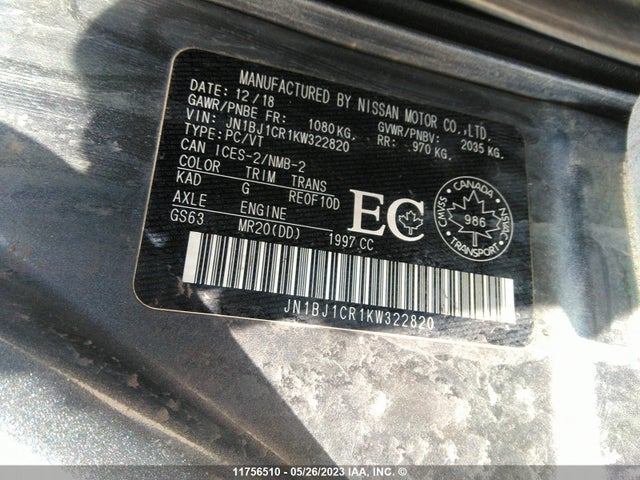 MANUFACTURED BY NISSAN MOTOR CO.,LTD.
DATE: 12/18
GAWR/PNBE FR: 1080 KG. GVWR/PNBV: 2035 KG.
RR: 970 KG.
VIN: JN1BJ1CR1KW322820
TYPE: PC/VT
CAN ICES-2/NMB-2
COLOR TRIM TRANS
KAD G RE0F10D
AXLE ENGINE
GS63 MR20(DD) 1997 CC
EC
CANADA
CMVSS 986 NSVAC
TRANSPORT
JN1BJ1CR1KW322820
11756510 - 05/26/2023 IAA, INC. ©